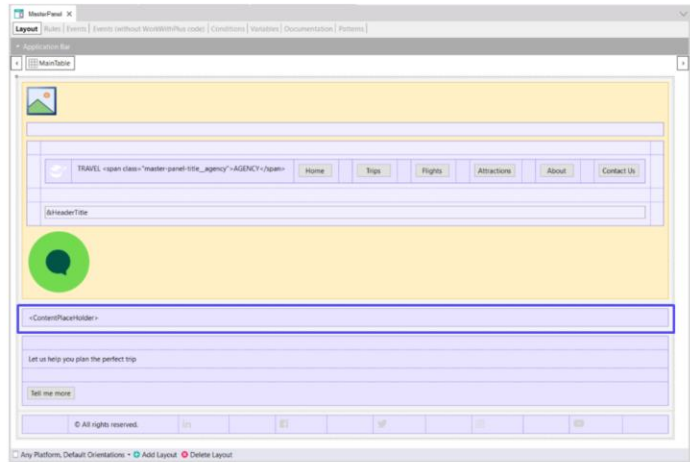 MasterPanel X
Layout | Rules | Events | Events (without WorkWithPlus code) | Conditions | Variables | Documentation | Patterns |
Application Bar
MainTable
TRAVEL <span class="master-panel-title__agency">AGENCY</span> Home Trips Flights Attractions About Contact Us
&HeaderTitle
<ContentPlaceHolder>
Let us help you plan the perfect trip
Tell me more
© All rights reserved. in
Any Platform, Default Orientations Add Layout Delete Layout